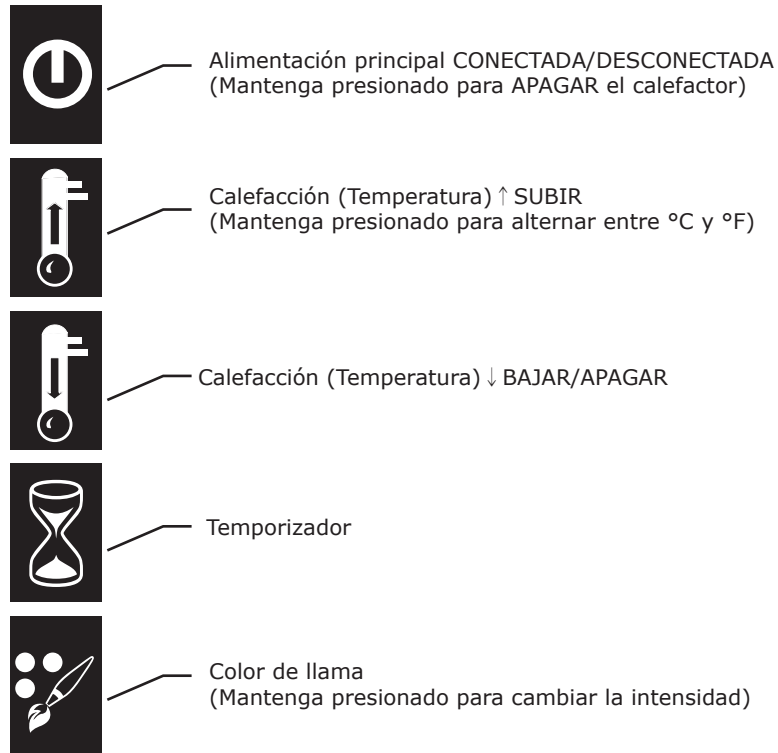 Alimentación principal CONECTADA/DESCONECTADA
(Mantenga presionado para APAGAR el calefactor)
Calefacción (Temperatura) ↑ SUBIR
(Mantenga presionado para alternar entre °C y °F)
Calefacción (Temperatura) ↓ BAJAR/APAGAR
Temporizador
Color de llama
(Mantenga presionado para cambiar la intensidad)